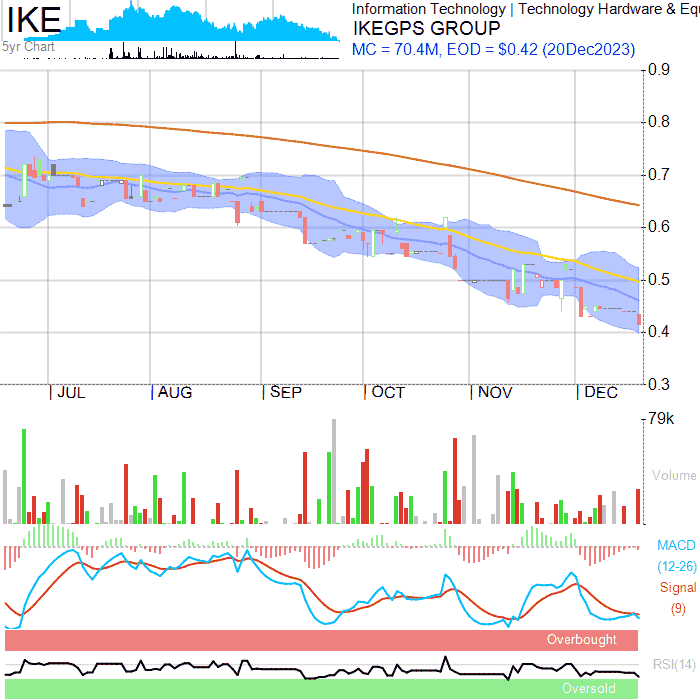 IKE
5yr Chart
Information Technology | Technology Hardware & Equ
IKEGPS GROUP
MC = 70.4M, EOD = $0.42 (20Dec2023)
0.9
0.8
0.7
0.6
0.5
0.4
0.3
JUL AUG SEP OCT NOV DEC
79k
Volume
MACD
(12-26)
Signal
(9)
Overbought
RSI(14)
Oversold